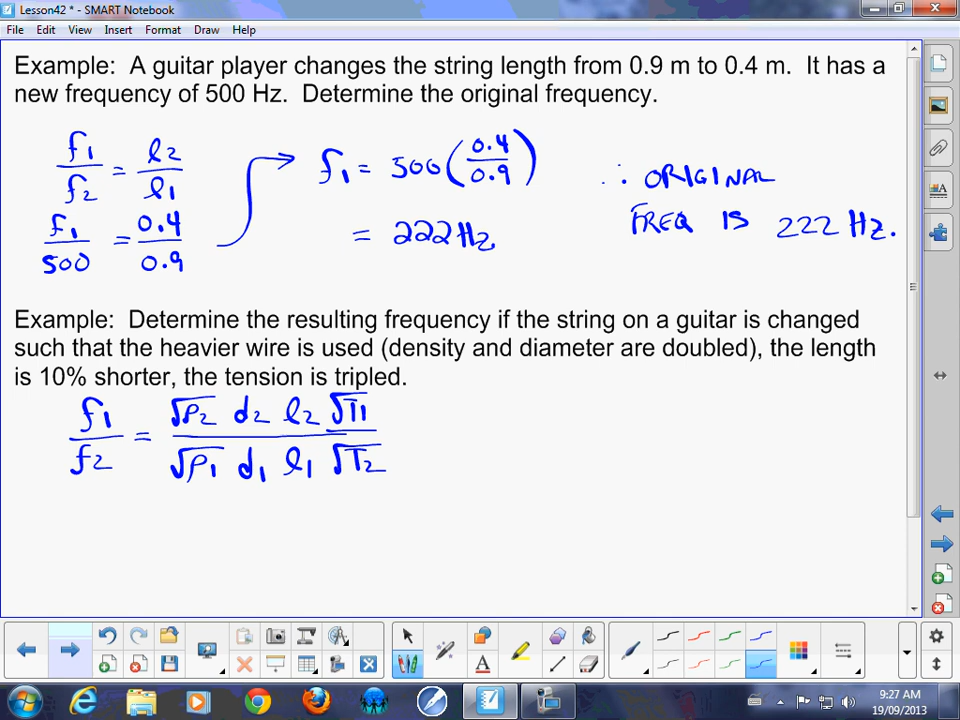 Lesson42 * - SMART Notebook
File Edit View Insert Format Draw Help
Example: A guitar player changes the string length from 0.9 m to 0.4 m. It has a
new frequency of 500 Hz. Determine the original frequency.
f₁/f₂ = l₂/l₁
f₁/500 = 0.4/0.9
f₁ = 500(0.4/0.9)
= 222 Hz
∴ ORIGINAL
FREQ IS 222 Hz.
Example: Determine the resulting frequency if the string on a guitar is changed
such that the heavier wire is used (density and diameter are doubled), the length
is 10% shorter, the tension is tripled.
f₁/f₂ = √ρ₂ d₂ l₂ √T₁ / √ρ₁ d₁ l₁ √T₂
9:27 AM
19/09/2013